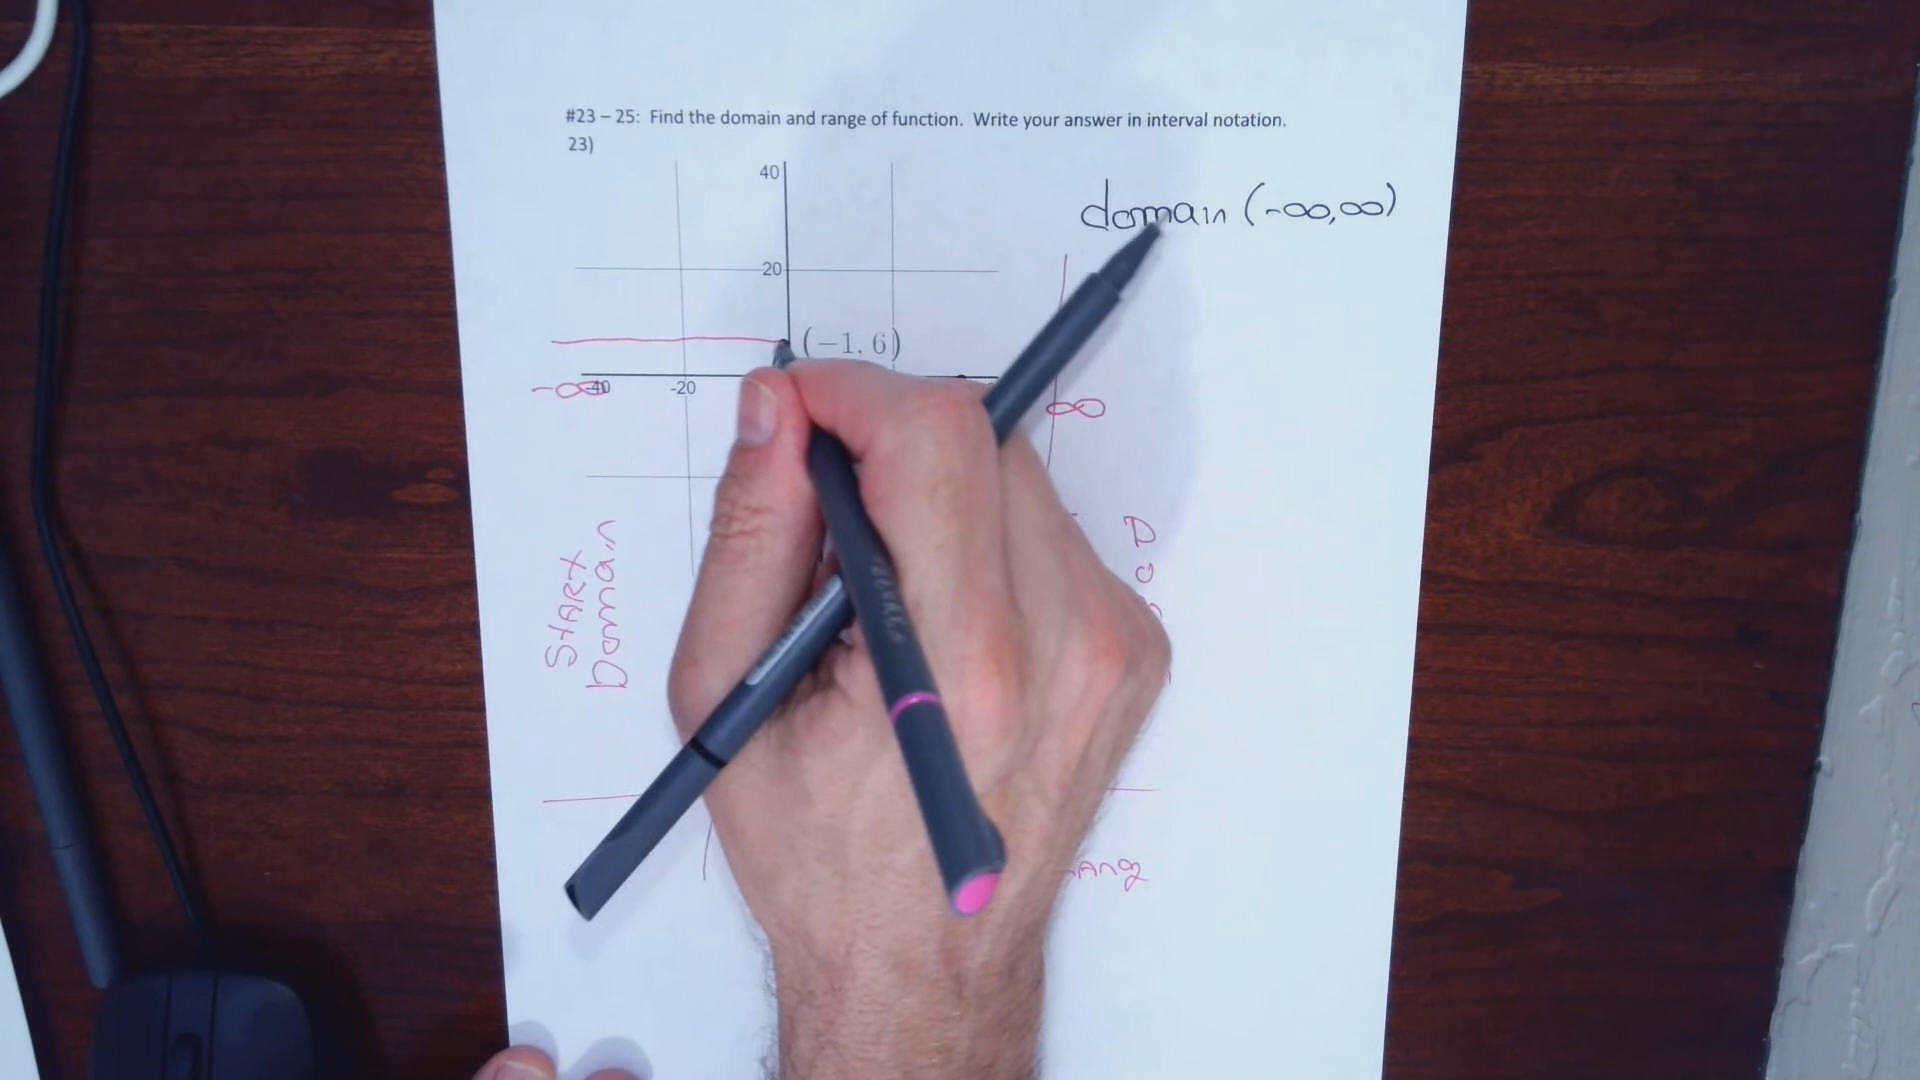 #23 – 25: Find the domain and range of function. Write your answer in interval notation.
23)
40
domain (-∞,∞)
20
(−1, 6)
-∞
-40
-20
∞
START
Domain